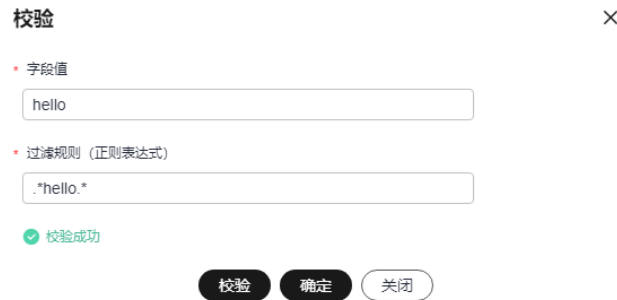 校验
* 字段值
hello
* 过滤规则（正则表达式）
.*hello.*
校验成功
校验 确定 关闭